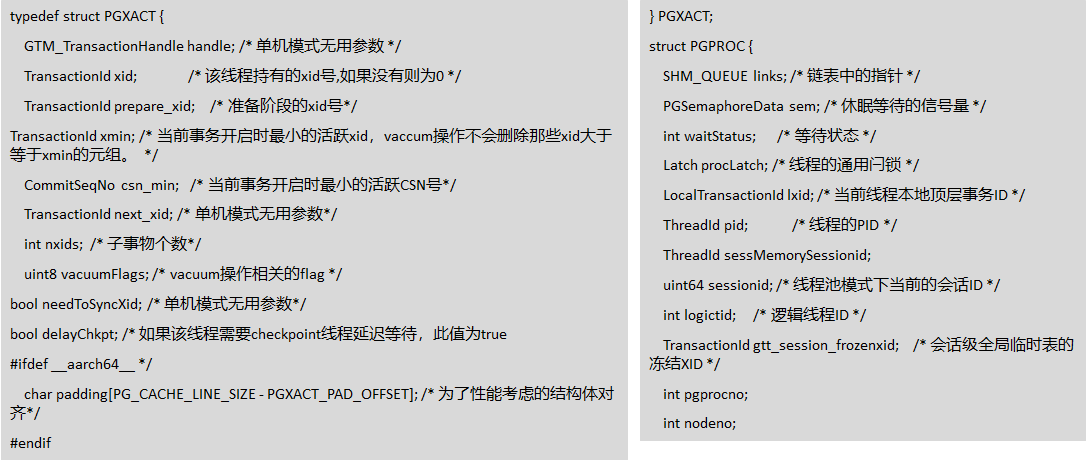 typedef struct PGXACT {
GTM_TransactionHandle handle; /* 单机模式无用参数 */
TransactionId xid; /* 该线程持有的xid号,如果没有则为0 */
TransactionId prepare_xid; /* 准备阶段的xid号*/
TransactionId xmin; /* 当前事务开启时最小的活跃xid，vaccum操作不会删除那些xid大于
等于xmin的元组。 */
CommitSeqNo csn_min; /* 当前事务开启时最小的活跃CSN号*/
TransactionId next_xid; /* 单机模式无用参数*/
int nxids; /* 子事物个数*/
uint8 vacuumFlags; /* vacuum操作相关的flag */
bool needToSyncXid; /* 单机模式无用参数*/
bool delayChkpt; /* 如果该线程需要checkpoint线程延迟等待，此值为true
#ifdef __aarch64__ */
char padding[PG_CACHE_LINE_SIZE - PGXACT_PAD_OFFSET]; /* 为了性能考虑的结构体对
齐*/
#endif
} PGXACT;
struct PGPROC {
SHM_QUEUE links; /* 链表中的指针 */
PGSemaphoreData sem; /* 休眠等待的信号量 */
int waitStatus; /* 等待状态 */
Latch procLatch; /* 线程的通用闩锁 */
LocalTransactionId lxid; /* 当前线程本地顶层事务ID */
ThreadId pid; /* 线程的PID */
ThreadId sessMemorySessionid;
uint64 sessionid; /* 线程池模式下当前的会话ID */
int logictid; /* 逻辑线程ID */
TransactionId gtt_session_frozenxid; /* 会话级全局临时表的
冻结XID */
int pgprocno;
int nodeno;